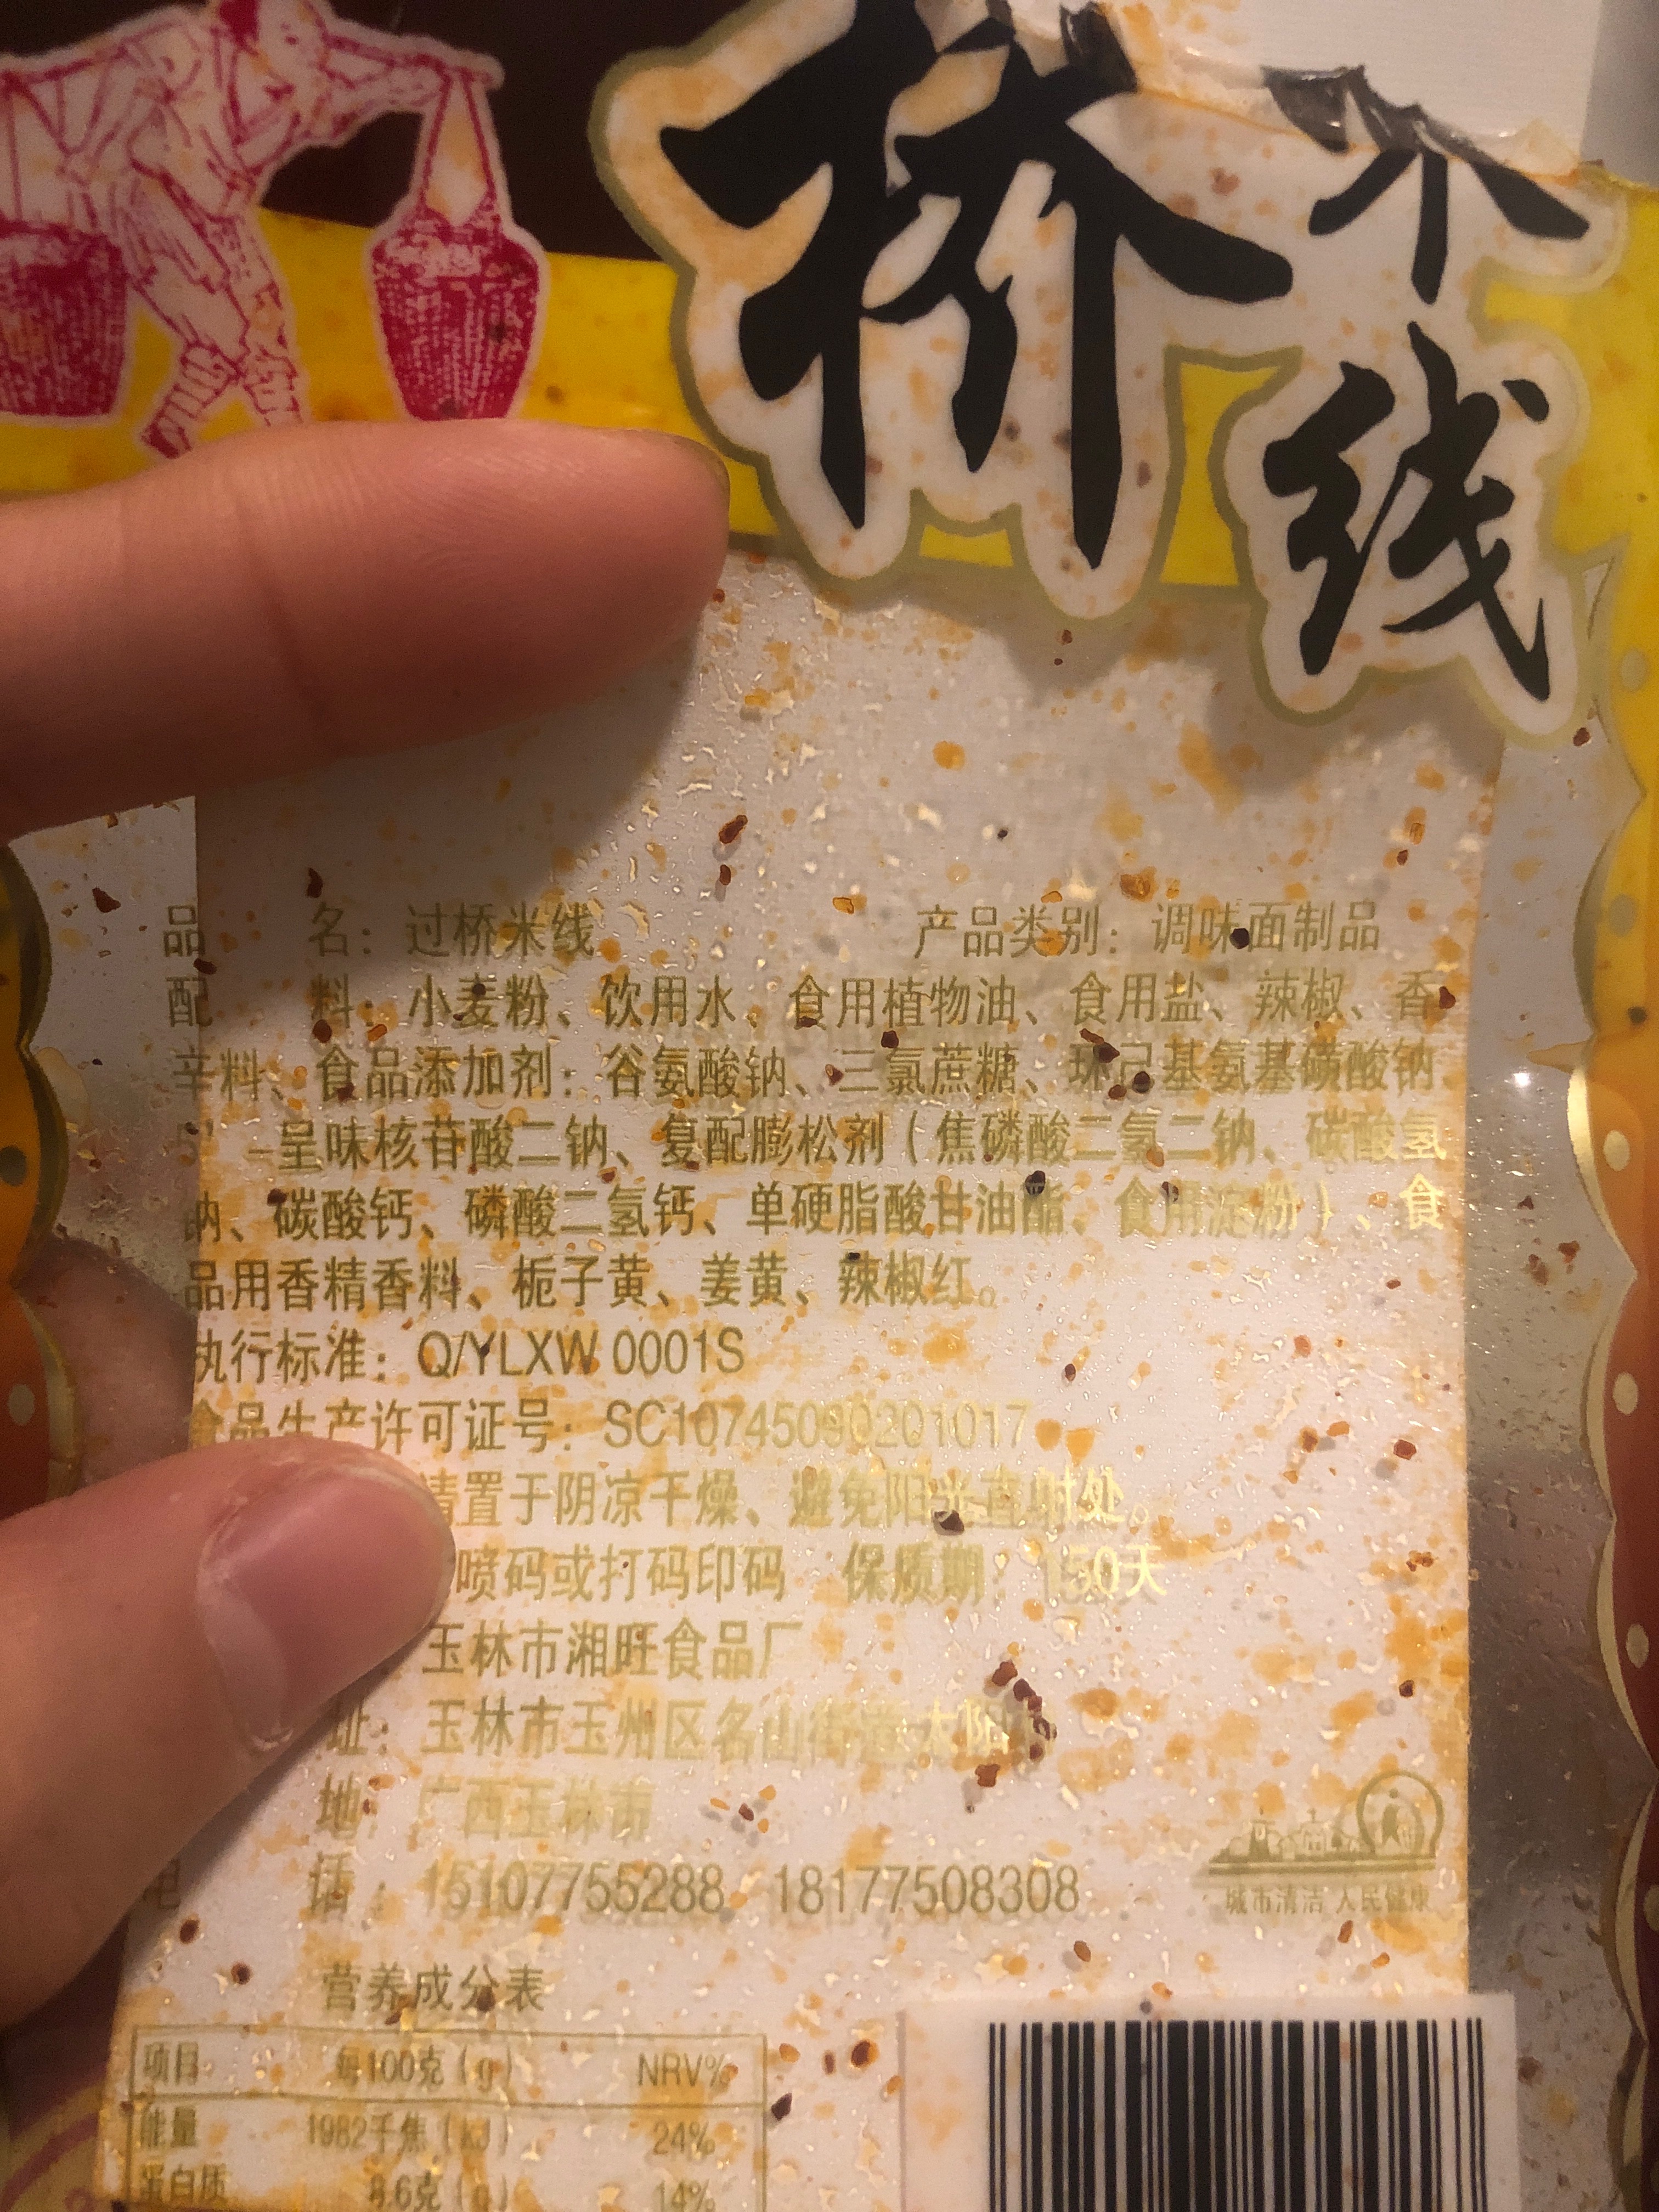 桥
线
品 名：过桥米线 产品类别：调味面制品
配 料：小麦粉、饮用水、食用植物油、食用盐、辣椒、香
辛料、食品添加剂：谷氨酸钠、三氯蔗糖、环己基氨基磺酸钠
5'-呈味核苷酸二钠、复配膨松剂（焦磷酸二氢二钠、碳酸氢
钠、碳酸钙、磷酸二氢钙、单硬脂酸甘油酯、食用淀粉）、食
品用香精香料、栀子黄、姜黄、辣椒红。
执行标准：Q/YLXW 0001S
食品生产许可证号：SC10745090201017
请置于阴凉干燥、避免阳光直射处。
喷码或打码印码 保质期：150天
玉林市湘旺食品厂
址：玉林市玉州区名山街道太阳
地：广西玉林市
电 话：15107755288 18177508308
城市清洁 人民健康
营养成分表
项目 每100克（g） NRV%
能量 1982千焦（kJ） 24%
蛋白质 8.6克（g） 14%